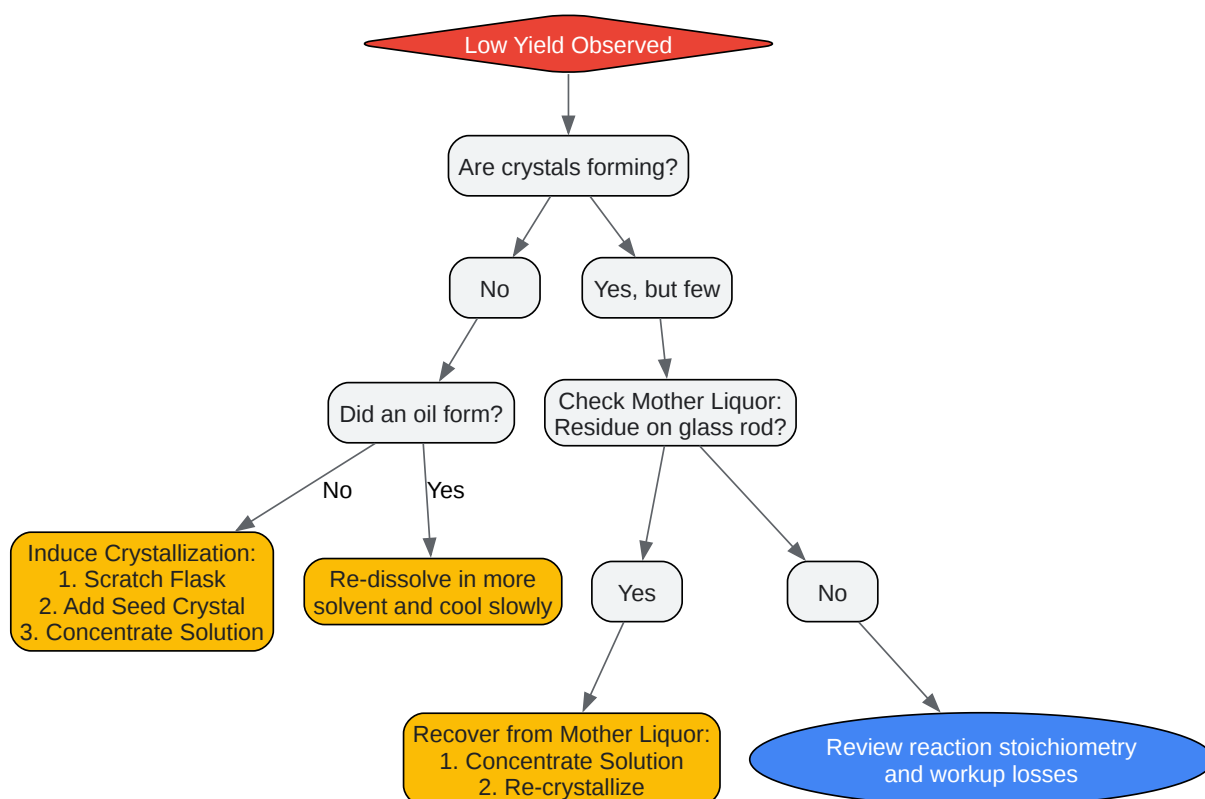 Low Yield Observed
Are crystals forming?
No
Yes, but few
Did an oil form?
Check Mother Liquor:
Residue on glass rod?
No
Yes
Induce Crystallization:
1. Scratch Flask
2. Add Seed Crystal
3. Concentrate Solution
Re-dissolve in more
solvent and cool slowly
Yes
No
Recover from Mother Liquor:
1. Concentrate Solution
2. Re-crystallize
Review reaction stoichiometry
and workup losses